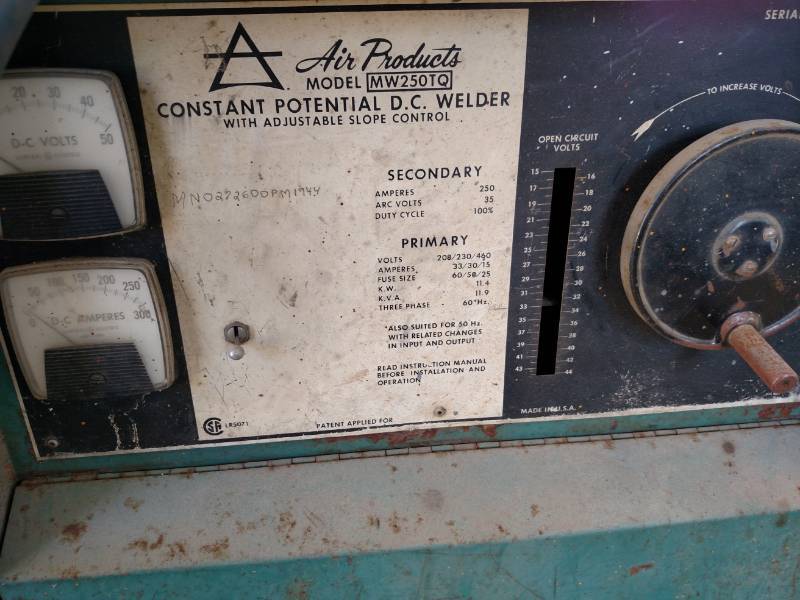 SERIAL
20 30 40
50
D-C VOLTS
Air Products
MODEL MW250TQ
CONSTANT POTENTIAL D.C. WELDER
WITH ADJUSTABLE SLOPE CONTROL
SECONDARY
AMPERES 250
ARC VOLTS 35
DUTY CYCLE 100%
PRIMARY
VOLTS 208/230/460
AMPERES 33/30/15
FUSE SIZE 60/50/25
K.W. 11.4
K.V.A. 11.9
THREE PHASE 60*Hz.
*ALSO SUITED FOR 50 Hz.
WITH RELATED CHANGES
IN INPUT AND OUTPUT
READ INSTRUCTION MANUAL
BEFORE INSTALLATION AND
OPERATION
LR5071
PATENT APPLIED FOR
0 50 100 150 200 250 300
D-C AMPERES
OPEN CIRCUIT
VOLTS
15 16
17 18
19 20
21 22
23 24
25 26
27 28
29 30
31 32
33 34
35 36
37 38
39 40
41 42
43 44
MADE IN U.S.A.
TO INCREASE VOLTS